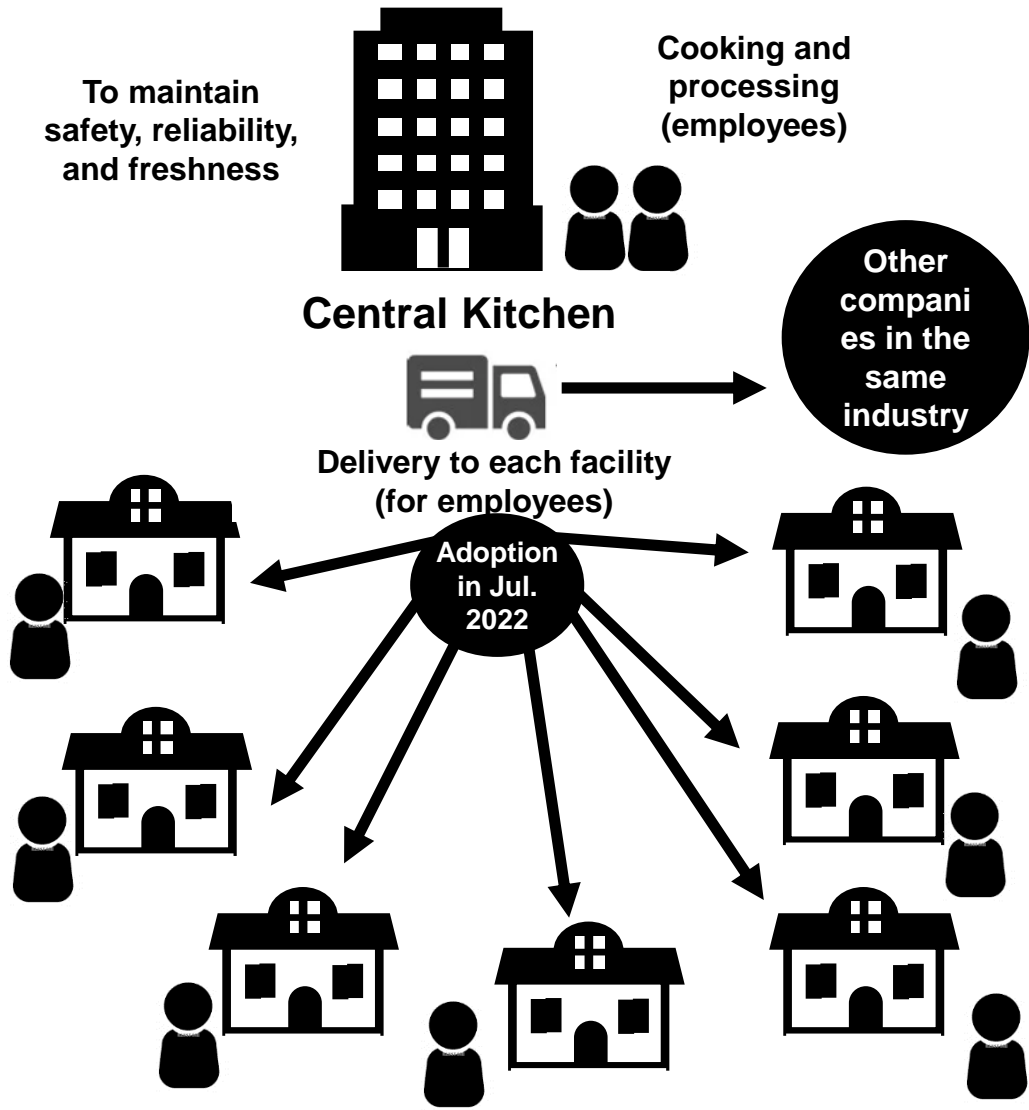 To maintain
safety, reliability,
and freshness
Cooking and
processing
(employees)
Other
compani
es in the
same
industry
Central Kitchen
Delivery to each facility
(for employees)
Adoption
in Jul.
2022